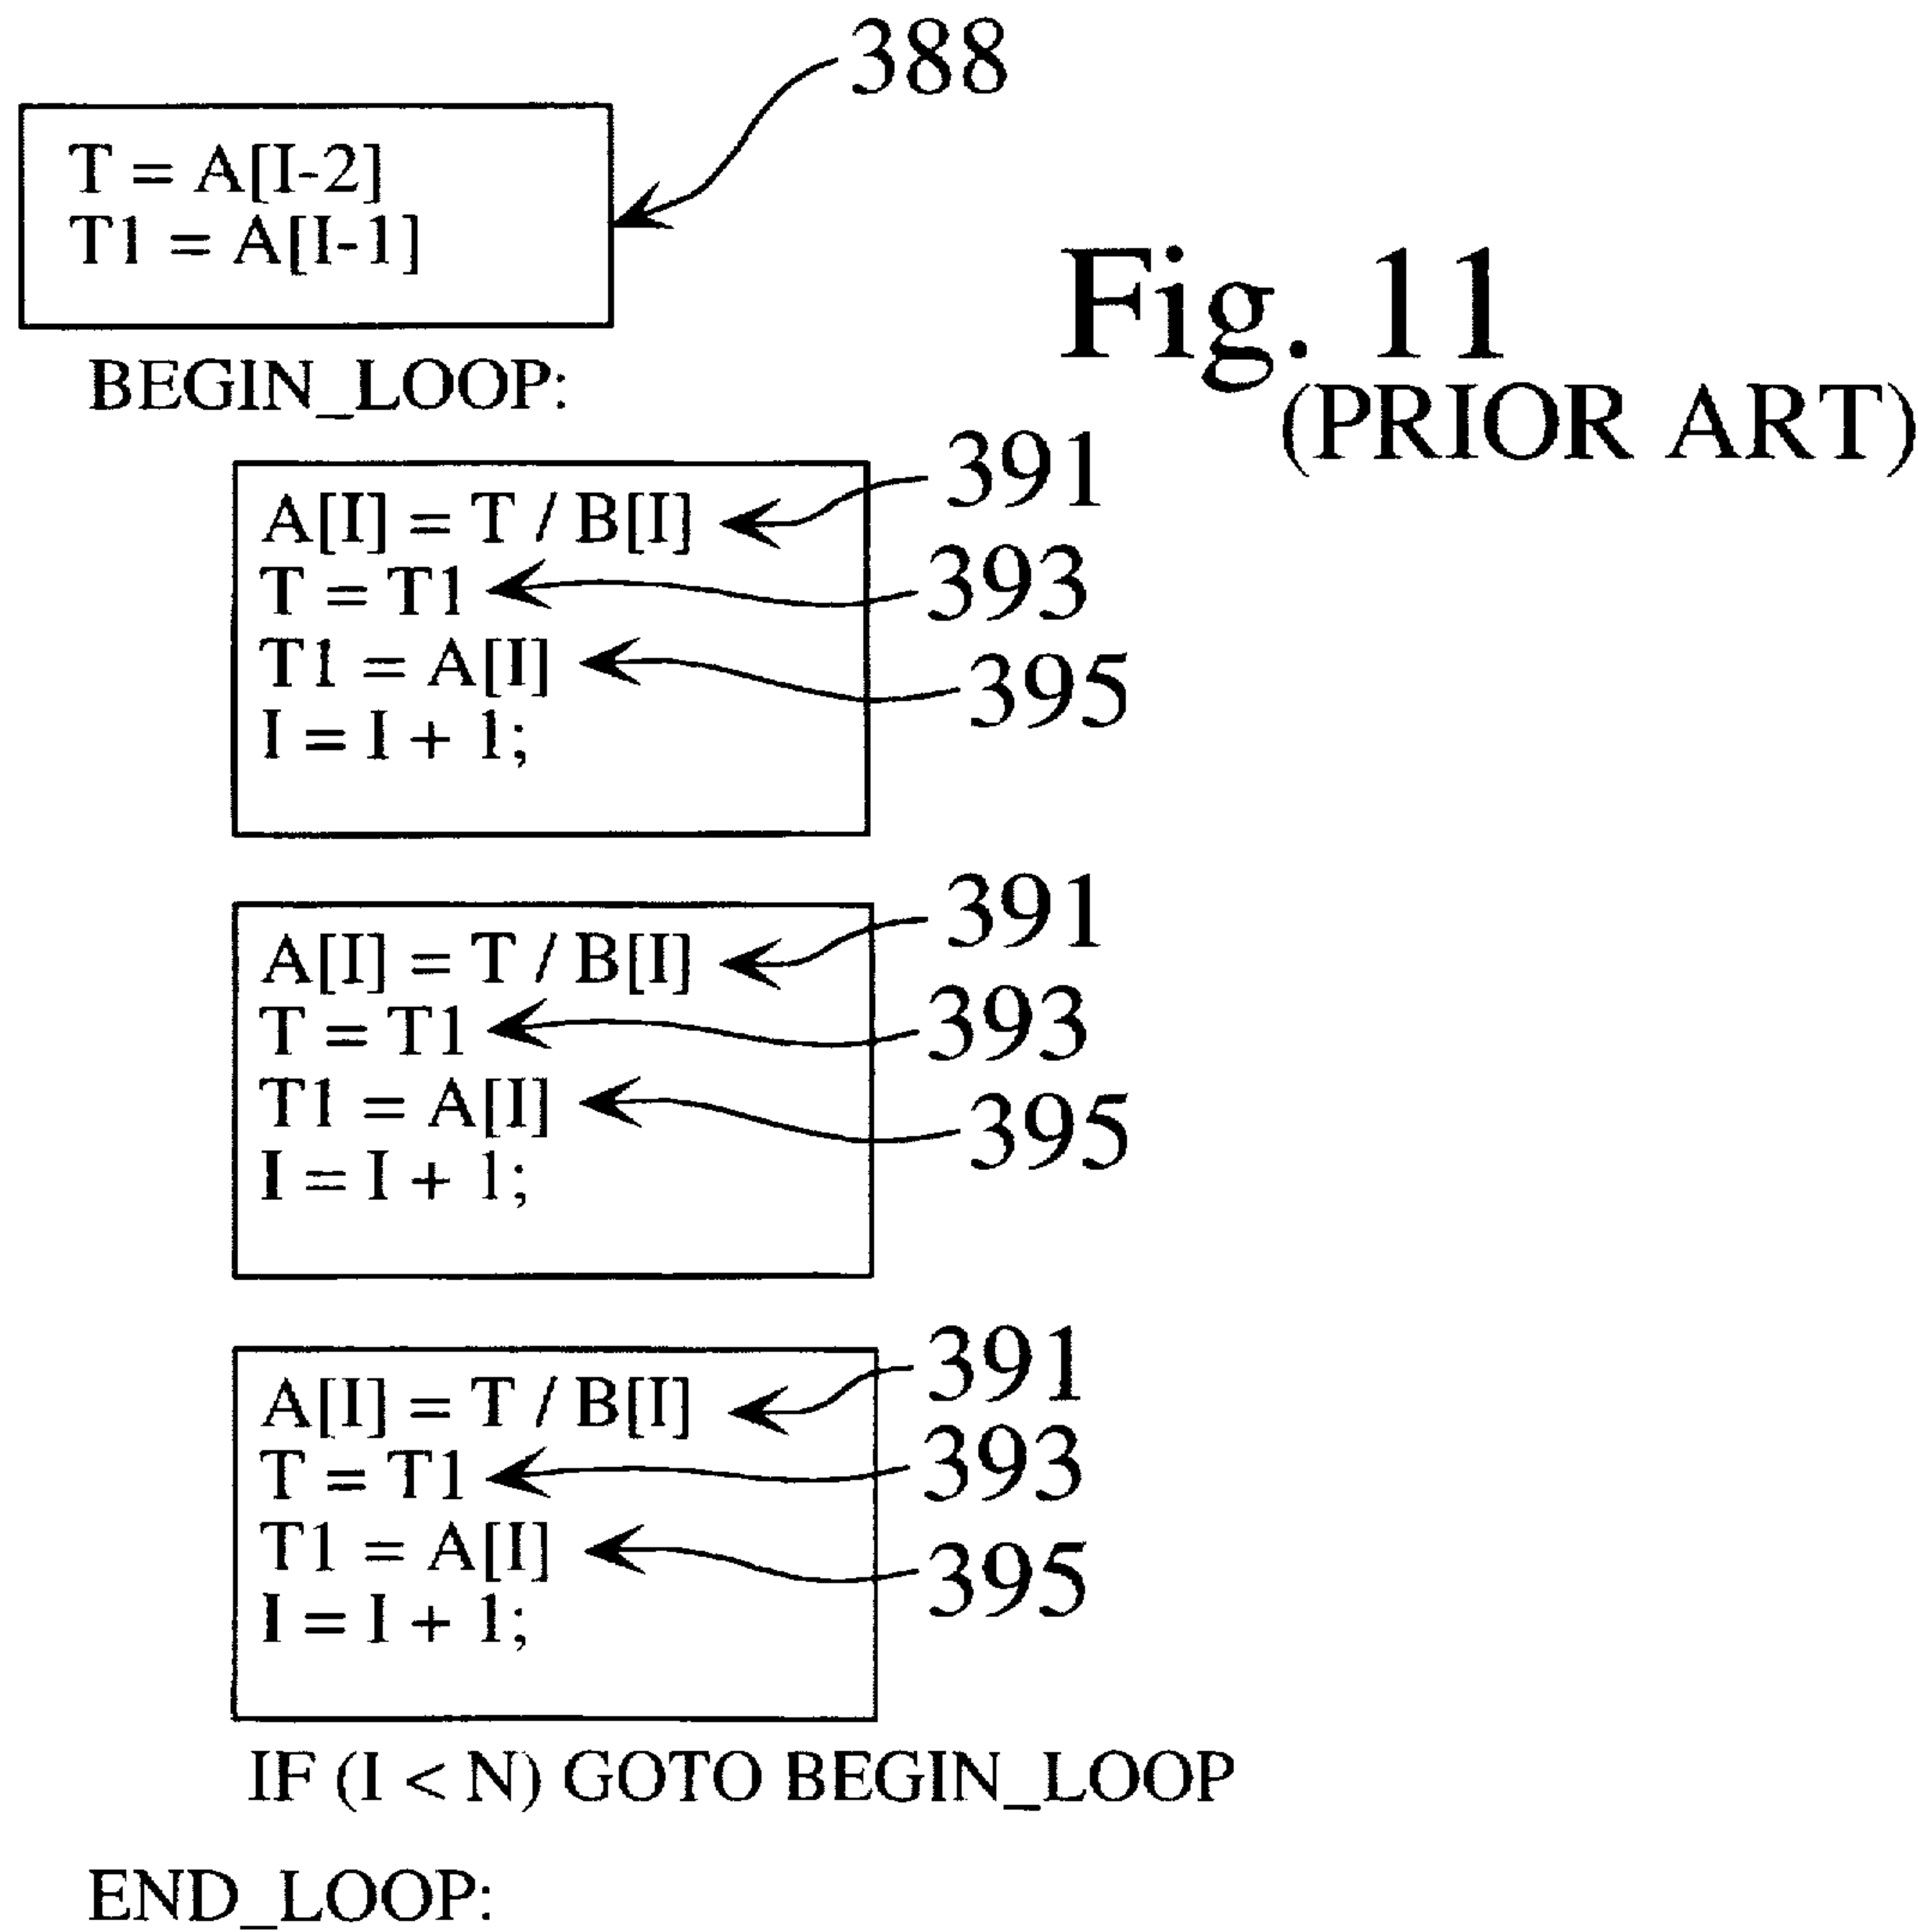 388
T = A[I-2]
T1 = A[I-1]
Fig. 11
(PRIOR ART)
BEGIN_LOOP:
A[I] = T / B[I]
391
T = T1
393
T1 = A[I]
395
I = I + 1;
A[I] = T / B[I]
391
T = T1
393
T1 = A[I]
395
I = I + 1;
A[I] = T / B[I]
391
T = T1
393
T1 = A[I]
395
I = I + 1;
IF (I < N) GOTO BEGIN_LOOP
END_LOOP: